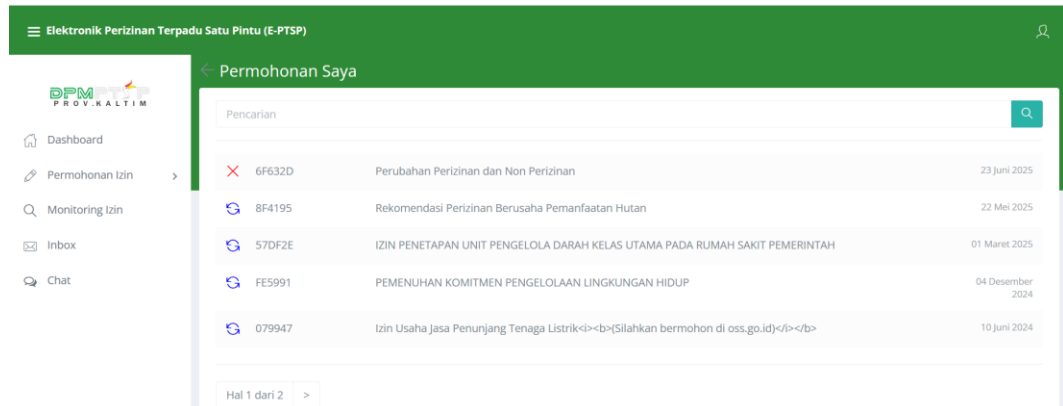 Elektronik Perizinan Terpadu Satu Pintu (E-PTSP)
DPMPTSP
PROV.KALTIM
Dashboard
Permohonan Izin >
Monitoring Izin
Inbox
Chat
Permohonan Saya
Pencarian
6F632D Perubahan Perizinan dan Non Perizinan 23 Juni 2025
8F4195 Rekomendasi Perizinan Berusaha Pemanfaatan Hutan 22 Mei 2025
57DF2E IZIN PENETAPAN UNIT PENGELOLA DARAH KELAS UTAMA PADA RUMAH SAKIT PEMERINTAH 01 Maret 2025
FE5991 PEMENUHAN KOMITMEN PENGELOLAAN LINGKUNGAN HIDUP 04 Desember
2024
079947 Izin Usaha Jasa Penunjang Tenaga Listrik<i><b>(Silahkan bermohon di oss.go.id)</i></b> 10 Juni 2024
Hal 1 dari 2 >